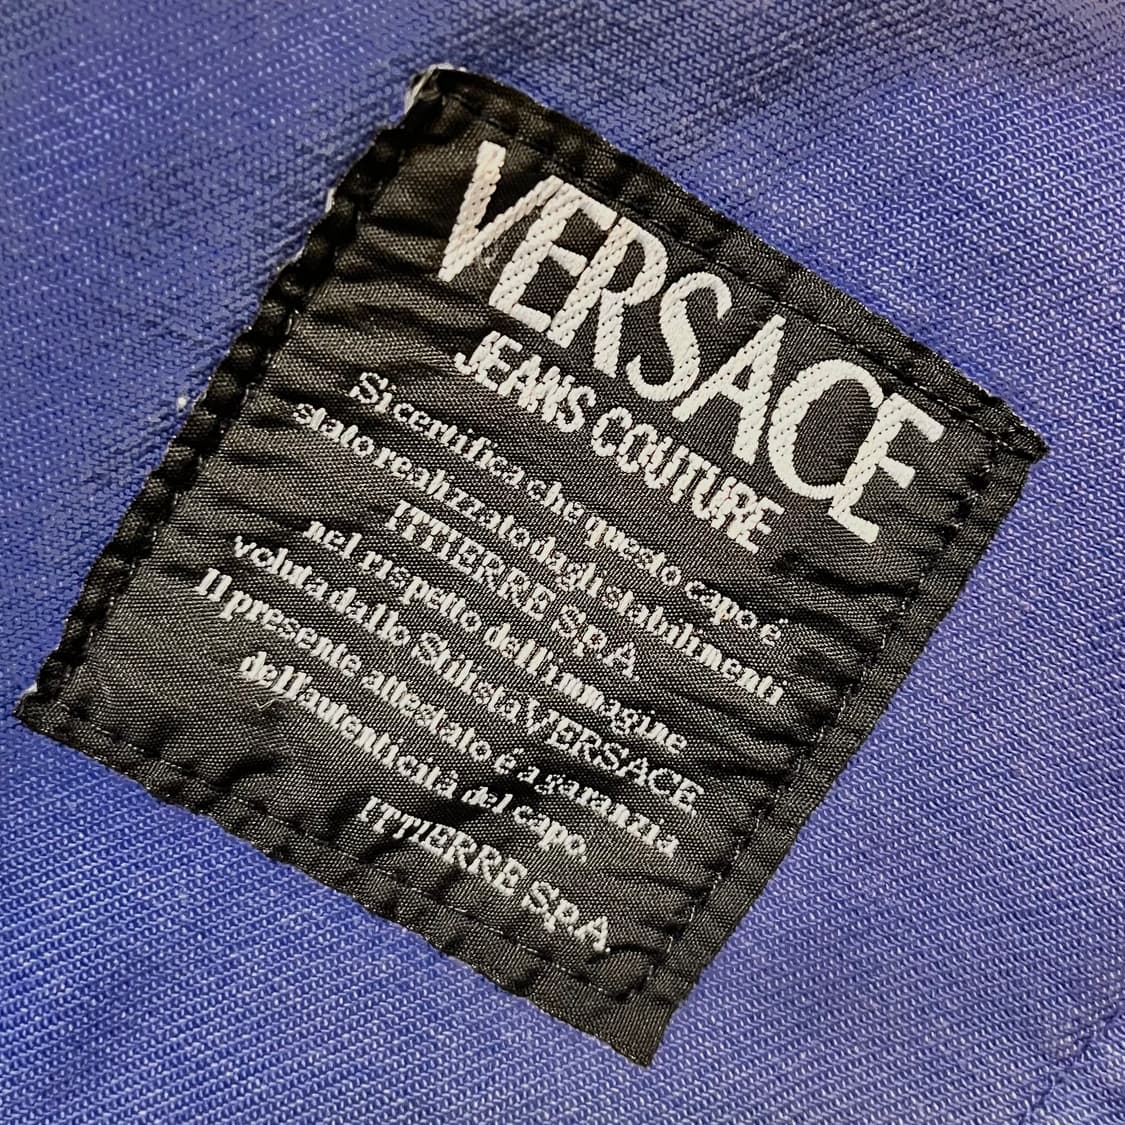 VERSACE
JEANS COUTURE
Si certifica che questo capo é
stato realizzato dagli stabilimenti
ITTIERRE S.p.A.
nel rispetto dell'immagine
voluta dallo Stilista VERSACE.
Il presente attestato é a garanzia
dell'autenticità del capo.
ITTIERRE S.p.A.